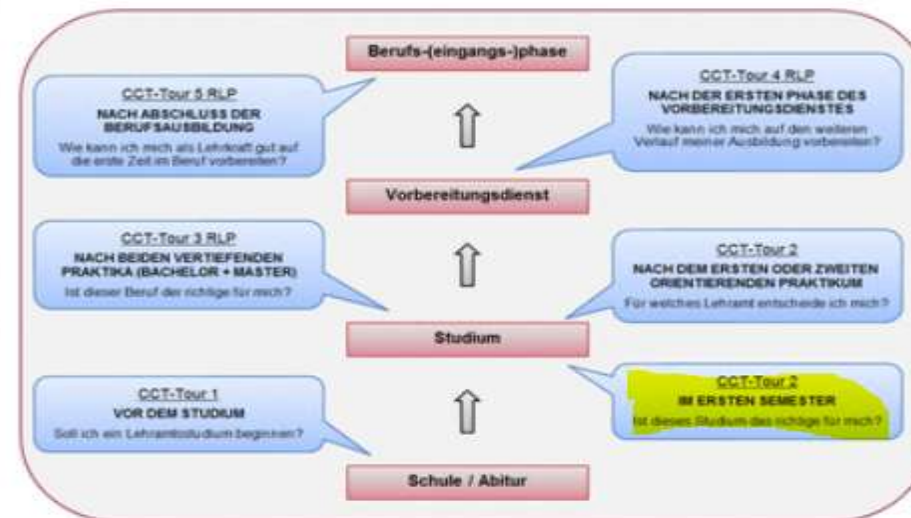 Berufs-(eingangs-)phase
CCT-Tour 5 RLP
NACH ABSCHLUSS DER
BERUFSAUSBILDUNG
Wie kann ich mich als Lehrkraft gut auf
die erste Zeit im Beruf vorbereiten?
CCT-Tour 4 RLP
NACH DER ERSTEN PHASE DES
VORBEREITUNGSDIENSTES
Wie kann ich mich auf den weiteren
Verlauf meiner Ausbildung vorbereiten?
Vorbereitungsdienst
CCT-Tour 3 RLP
NACH BEIDEN VERTIEFENDEN
PRAKTIKA (BACHELOR + MASTER)
Ist dieser Beruf der richtige für mich?
CCT-Tour 2
NACH DEM ERSTEN ODER ZWEITEN
ORIENTIERENDEN PRAKTIKUM
Für welches Lehramt entscheide ich mich?
Studium
CCT-Tour 1
VOR DEM STUDIUM
Soll ich ein Lehramtsstudium beginnen?
CCT-Tour 2
IM ERSTEN SEMESTER
Ist dieses Studium das richtige für mich?
Schule / Abitur